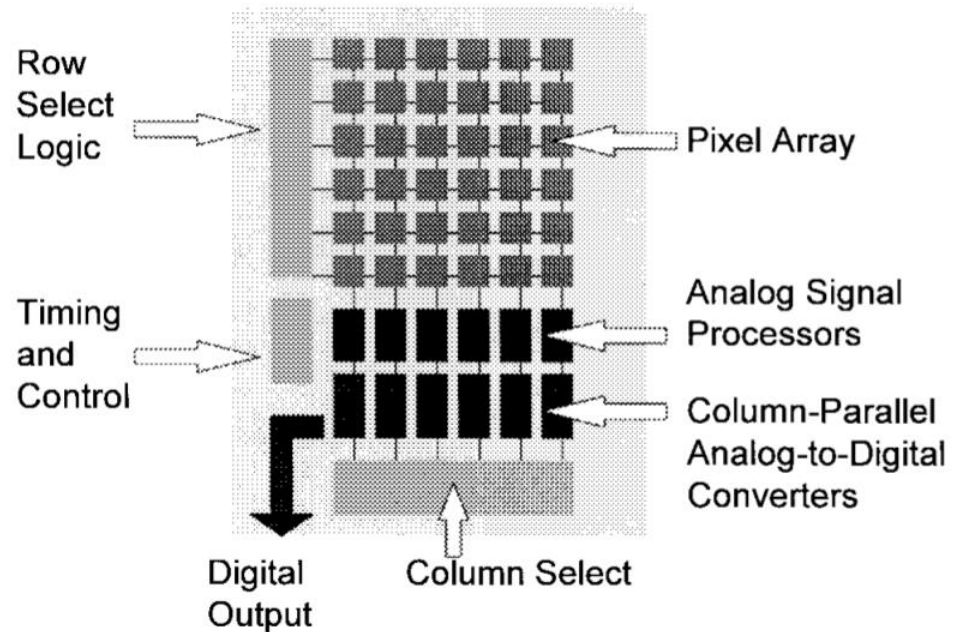 Row
Select
Logic
Pixel Array
Timing
and
Control
Analog Signal
Processors
Column-Parallel
Analog-to-Digital
Converters
Digital
Output
Column Select